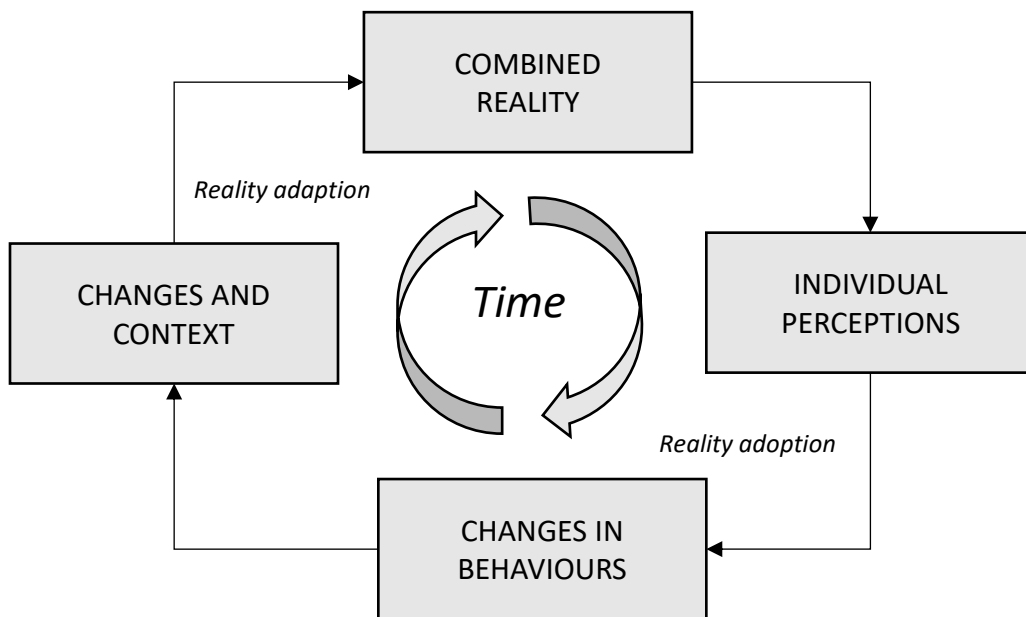 COMBINED
REALITY
Reality adaption
CHANGES AND
CONTEXT
Time
INDIVIDUAL
PERCEPTIONS
Reality adoption
CHANGES IN
BEHAVIOURS